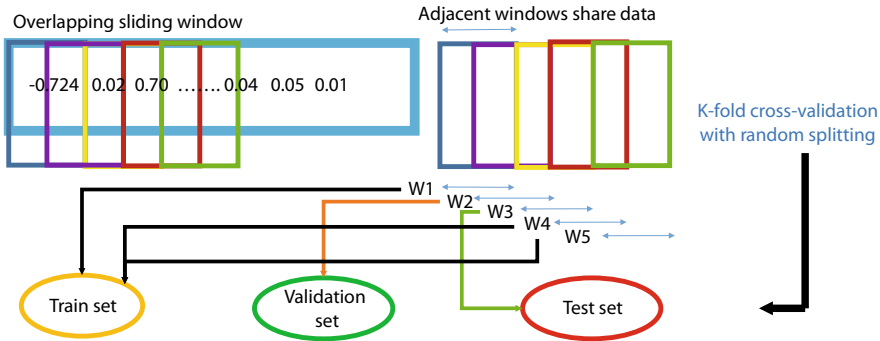 Overlapping sliding window
Adjacent windows share data
-0.724 0.02 0.70 ....... 0.04 0.05 0.01
K-fold cross-validation
with random splitting
W1
W2
W3
W4
W5
Train set
Validation
set
Test set